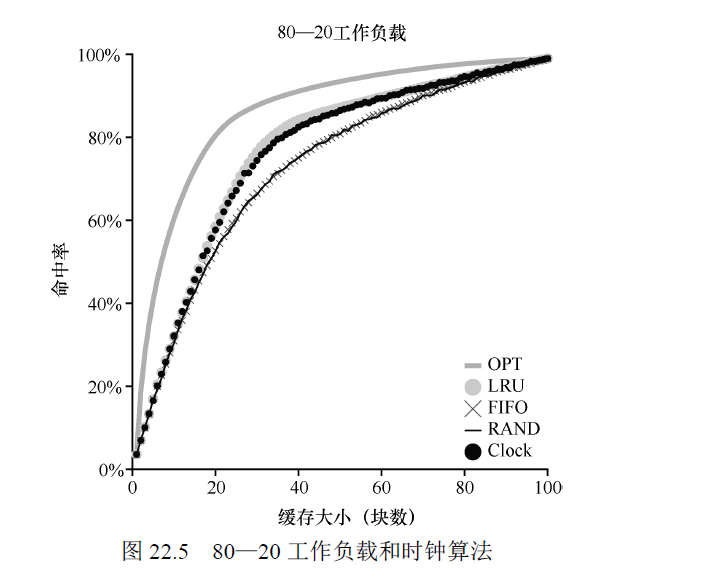 80—20工作负载
100%
80%
60%
40%
20%
0%
命中率
0 20 40 60 80 100
缓存大小（块数）
OPT
LRU
FIFO
RAND
Clock
图 22.5 80—20 工作负载和时钟算法